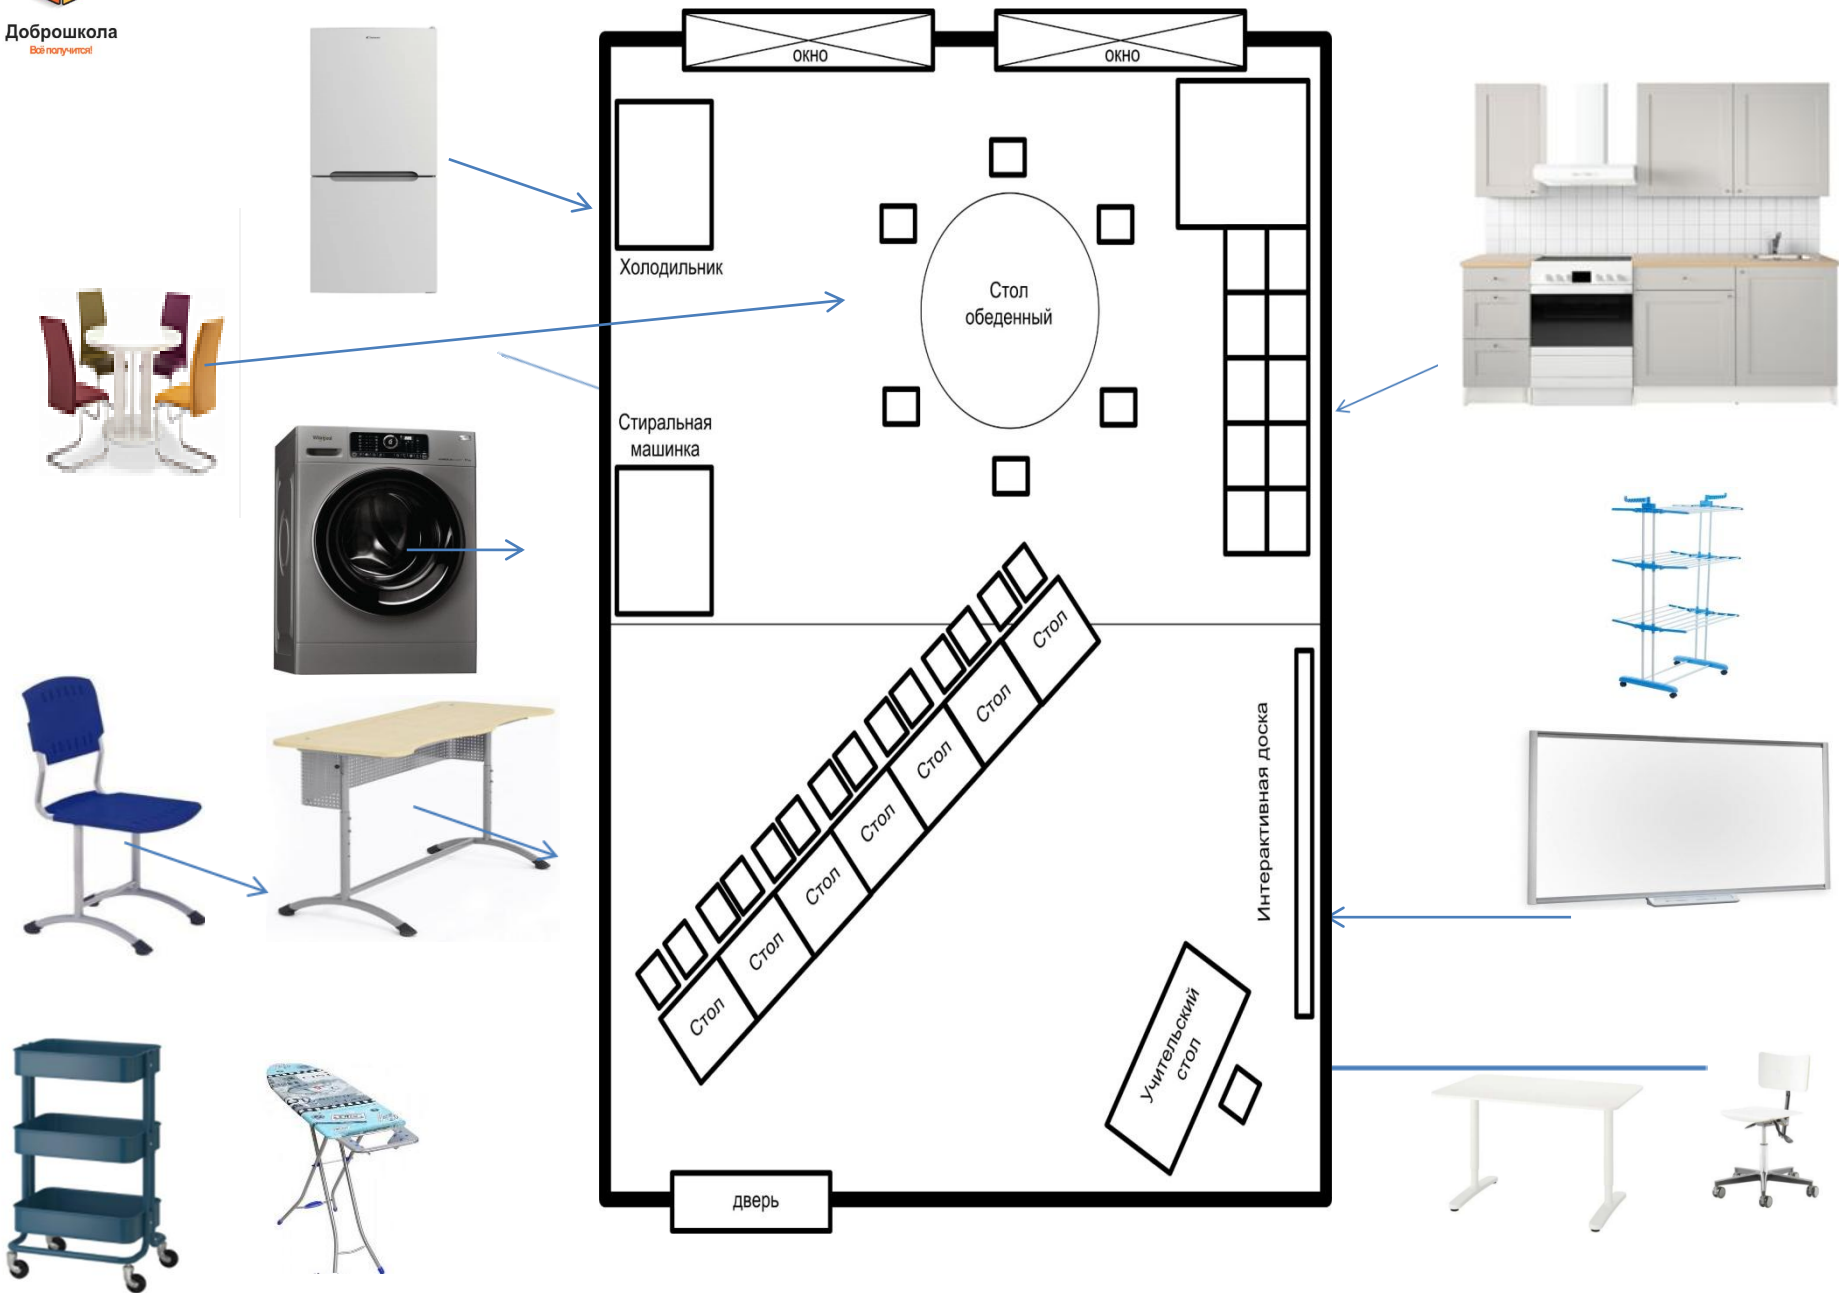 Доброшкола
Всё получится!
окно
окно
Холодильник
Стол
обеденный
Стиральная
машинка
Стол
Стол
Стол
Стол
Стол
Стол
Стол
Интерактивная доска
Учительский
стол
дверь